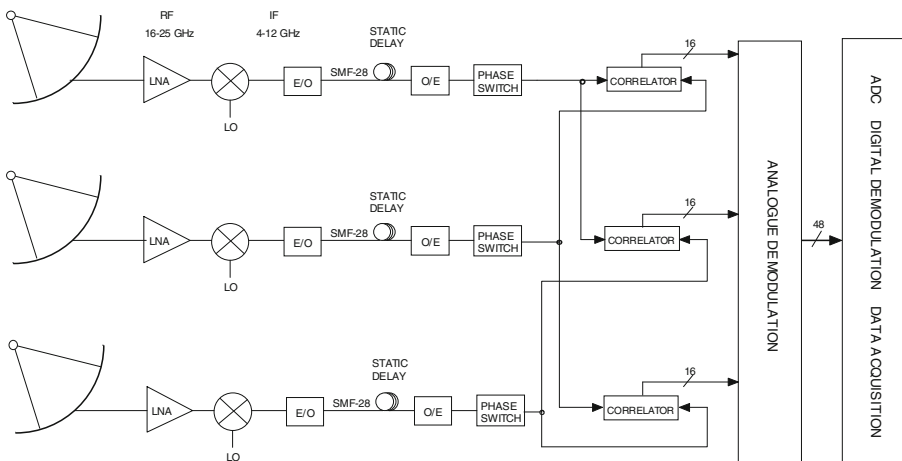 RF
16-25 GHz
IF
4-12 GHz
STATIC
DELAY
LNA
LO
E/O
SMF-28
O/E
PHASE
SWITCH
CORRELATOR
16
STATIC
DELAY
LNA
LO
E/O
SMF-28
O/E
PHASE
SWITCH
CORRELATOR
16
STATIC
DELAY
LNA
LO
E/O
SMF-28
O/E
PHASE
SWITCH
CORRELATOR
16
ANALOGUE DEMODULATION
48
ADC DIGITAL DEMODULATION DATA ACQUISITION